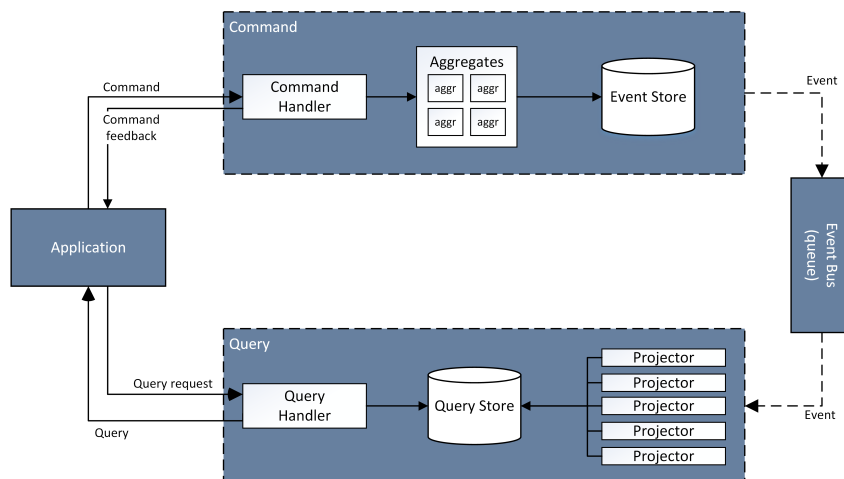 Command
Command
Handler
Aggregates
aggr
aggr
aggr
aggr
Event Store
Command
Command
feedback
Event
Application
Event Bus
(queue)
Query
Query request
Query
Handler
Query
Query Store
Projector
Projector
Projector
Projector
Projector
Event